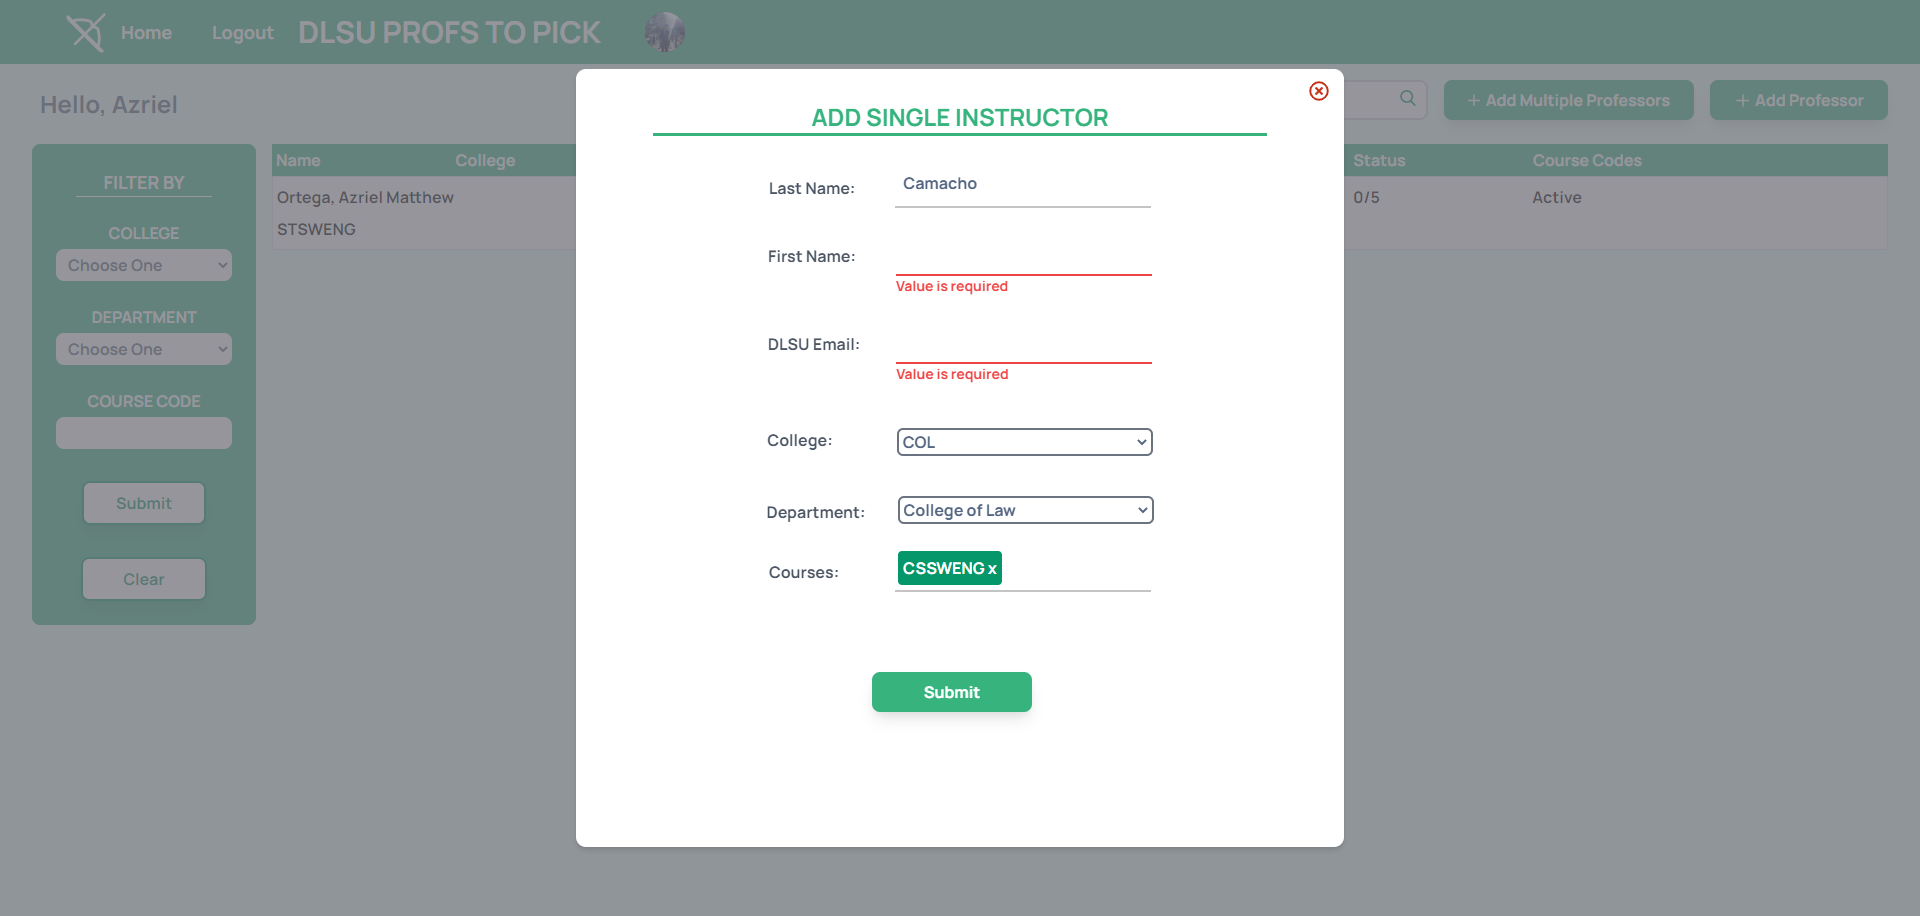 Home Logout DLSU PROFS TO PICK
Hello, Azriel
+ Add Multiple Professors
+ Add Professor
FILTER BY
COLLEGE
Choose One
DEPARTMENT
Choose One
COURSE CODE
Submit
Clear
Name College Status Course Codes
Ortega, Azriel Matthew 0/5 Active
STSWENG
ADD SINGLE INSTRUCTOR
Last Name: Camacho
First Name:
Value is required
DLSU Email:
Value is required
College: COL
Department: College of Law
Courses: CSSWENG x
Submit